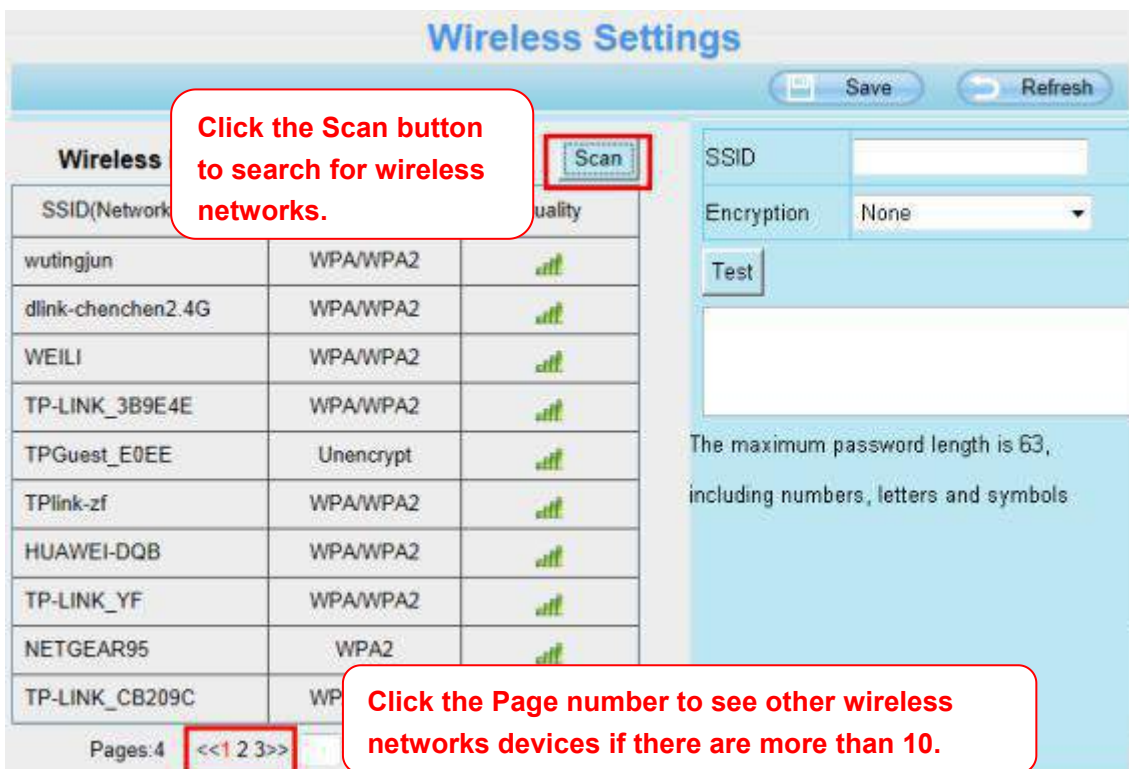 Wireless Settings
Save Refresh
Click the Scan button
to search for wireless
networks.
Wireless
Scan
SSID(Network
uality
wutingjun WPA/WPA2
dlink-chenchen2.4G WPA/WPA2
WEILI WPA/WPA2
TP-LINK_3B9E4E WPA/WPA2
TPGuest_E0EE Unencrypt
TPlink-zf WPA/WPA2
HUAWEI-DQB WPA/WPA2
TP-LINK_YF WPA/WPA2
NETGEAR95 WPA2
TP-LINK_CB209C WP
Pages:4 <<1 2 3>>
Click the Page number to see other wireless
networks devices if there are more than 10.
SSID
Encryption None
Test
The maximum password length is 63,
including numbers, letters and symbols